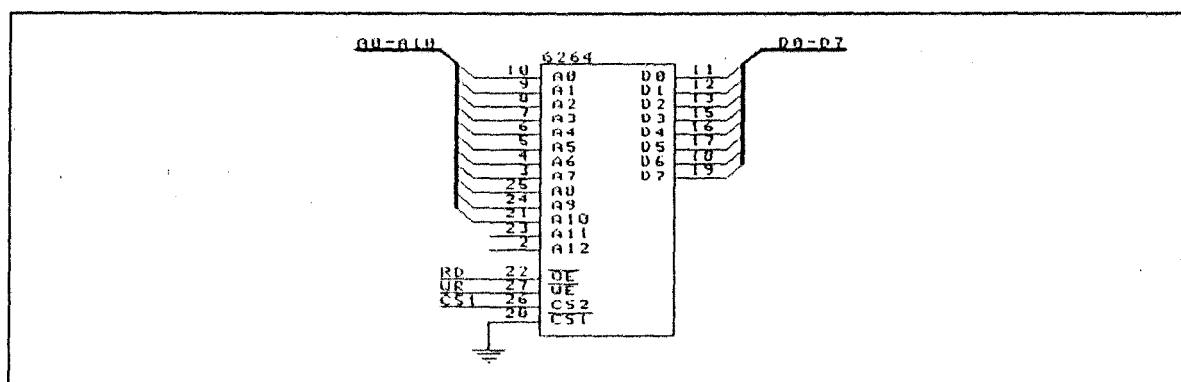 A0-A10 D0-D7
6264
10 A0 D0 11
9 A1 D1 12
8 A2 D2 13
7 A3 D3 15
6 A4 D4 16
5 A5 D5 17
4 A6 D6 18
3 A7 D7 19
25 A8
24 A9
21 A10
23 A11
2 A12
RD 22 OE
WR 27 WE
CS1 26 CS2
20 CS1